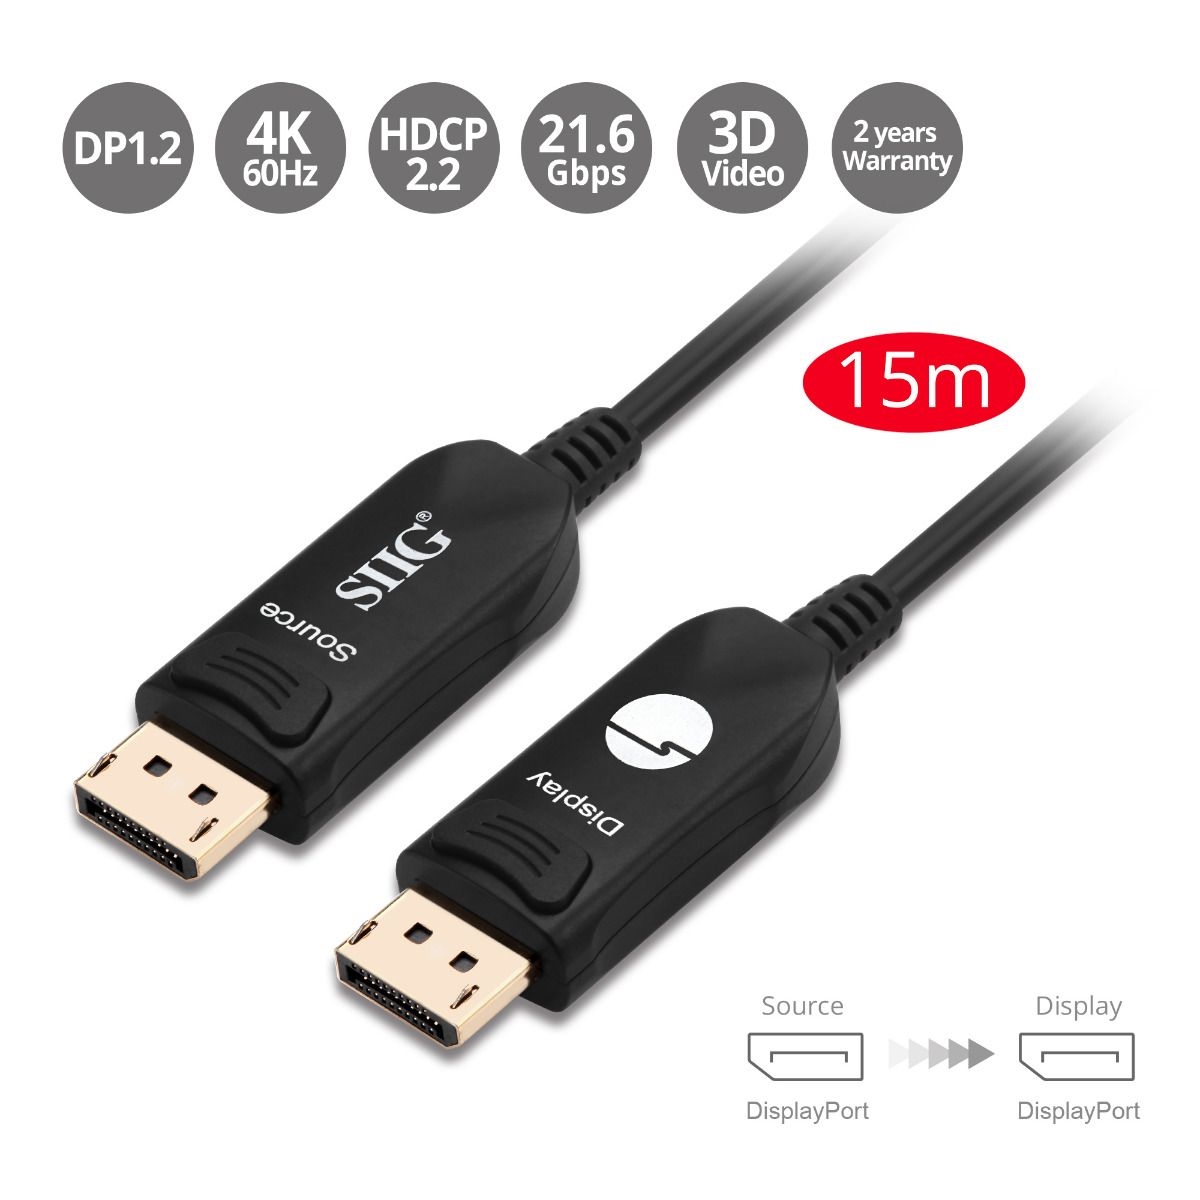 DP1.2
4K
60Hz
HDCP
2.2
21.6
Gbps
3D
Video
2 years
Warranty
15m
SIIG®
Source
Display
Source
Display
DisplayPort
DisplayPort